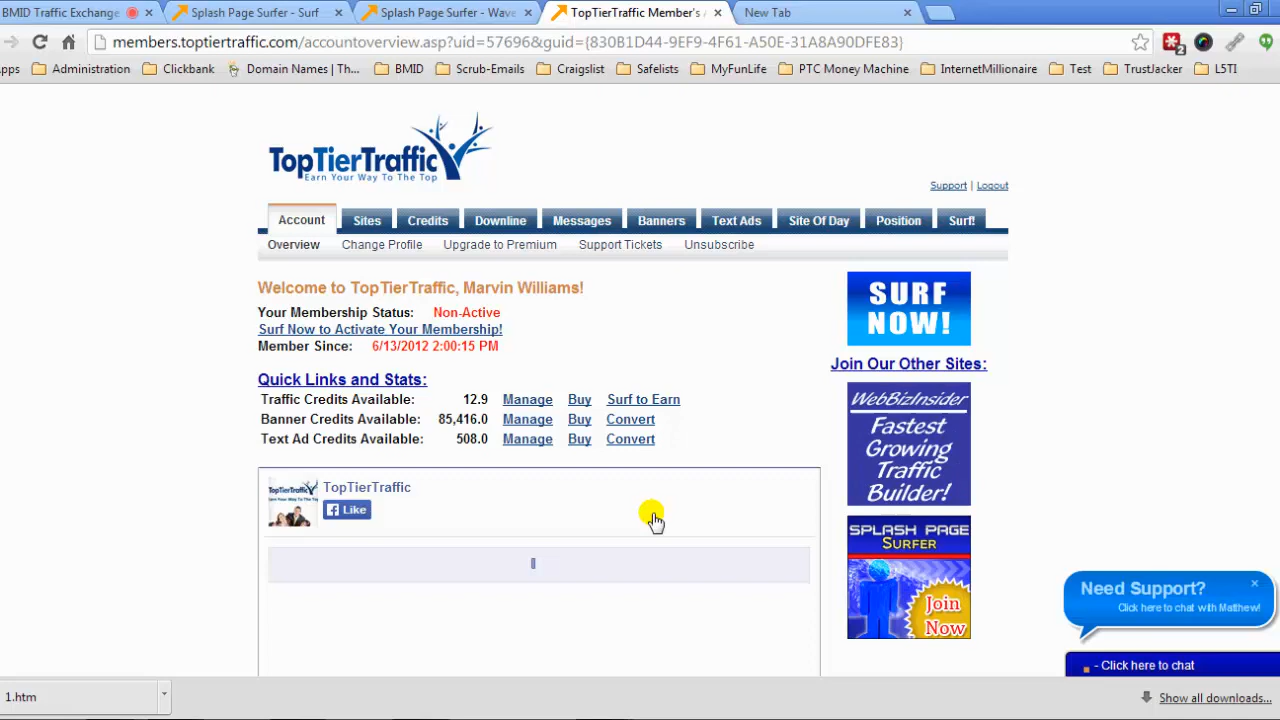 BMID Traffic Exchange
Splash Page Surfer - Surf
Splash Page Surfer - Wave
TopTierTraffic Member's
New Tab
members.toptiertraffic.com/accountoverview.asp?uid=57696&guid={830B1D44-9EF9-4F61-A50E-31A8A90DFE83}
2
Administration
Clickbank
Domain Names | Th...
BMID
Scrub-Emails
Craigslist
Safelists
MyFunLife
PTC Money Machine
InternetMillionaire
Test
TrustJacker
L5TI
TopTierTraffic
Earn Your Way To The Top
Support | Logout
Account Sites Credits Downline Messages Banners Text Ads Site Of Day Position Surf!
Overview Change Profile Upgrade to Premium Support Tickets Unsubscribe
Welcome to TopTierTraffic, Marvin Williams!
Your Membership Status: Non-Active
Surf Now to Activate Your Membership!
Member Since: 6/13/2012 2:00:15 PM
Quick Links and Stats:
Traffic Credits Available: 12.9 Manage Buy Surf to Earn
Banner Credits Available: 85,416.0 Manage Buy Convert
Text Ad Credits Available: 508.0 Manage Buy Convert
TopTierTraffic
Like
SURF
NOW!
Join Our Other Sites:
WebBizInsider
Fastest
Growing
Traffic
Builder!
SPLASH PAGE
SURFER
Join
Now
Need Support?
Click here to chat with Matthew!
- Click here to chat
1.htm
Show all downloads...